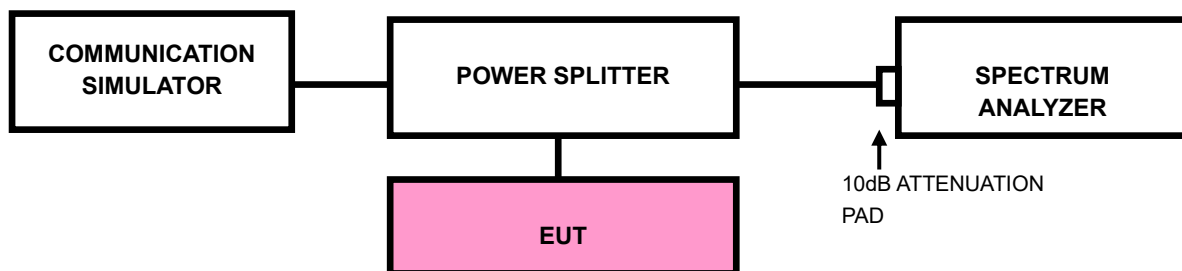 COMMUNICATION
SIMULATOR
POWER SPLITTER
SPECTRUM
ANALYZER
10dB ATTENUATION
PAD
EUT